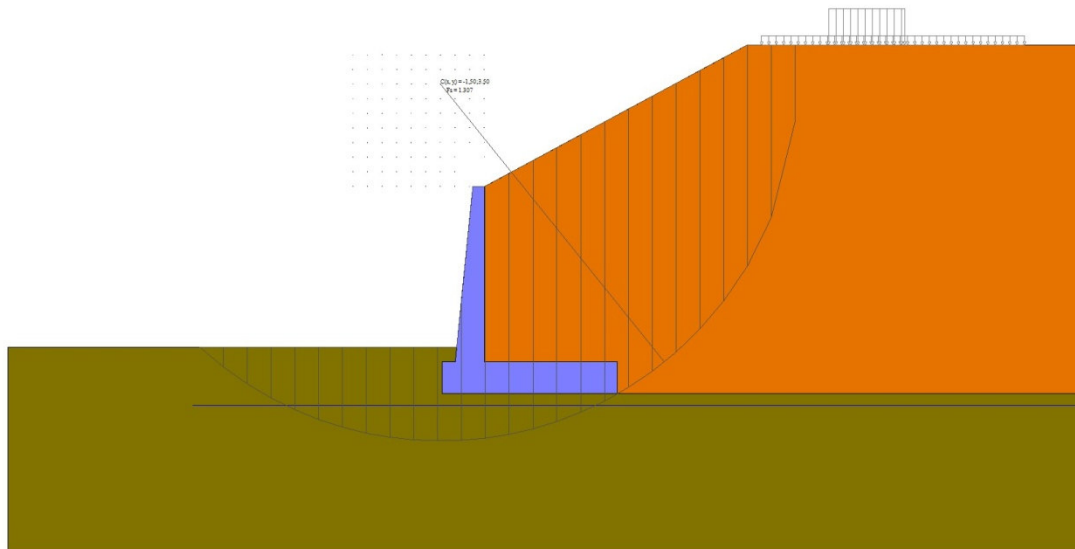 C(x, y) = -1,50;3,50
Fs = 1.307